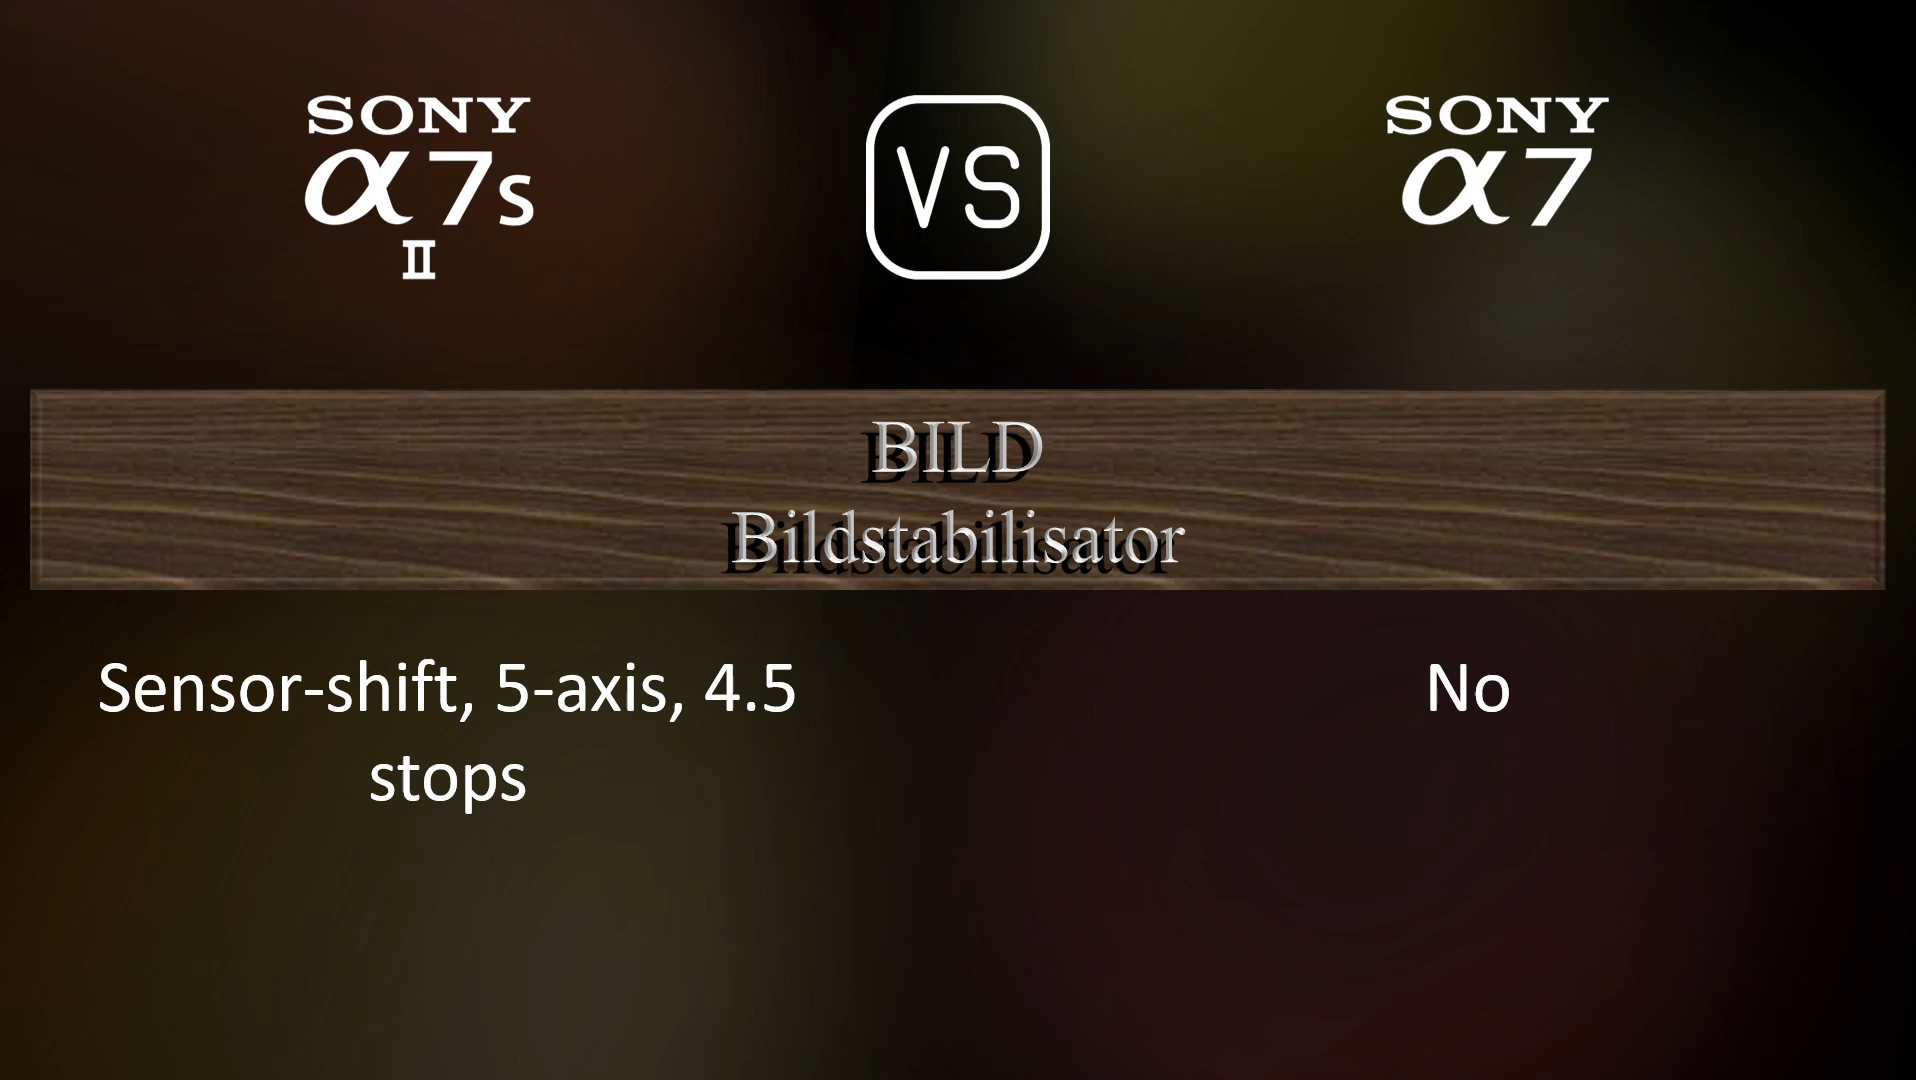 SONY
α7s
II
VS
SONY
α7
BILD
Bildstabilisator
Sensor-shift, 5-axis, 4.5
stops
No